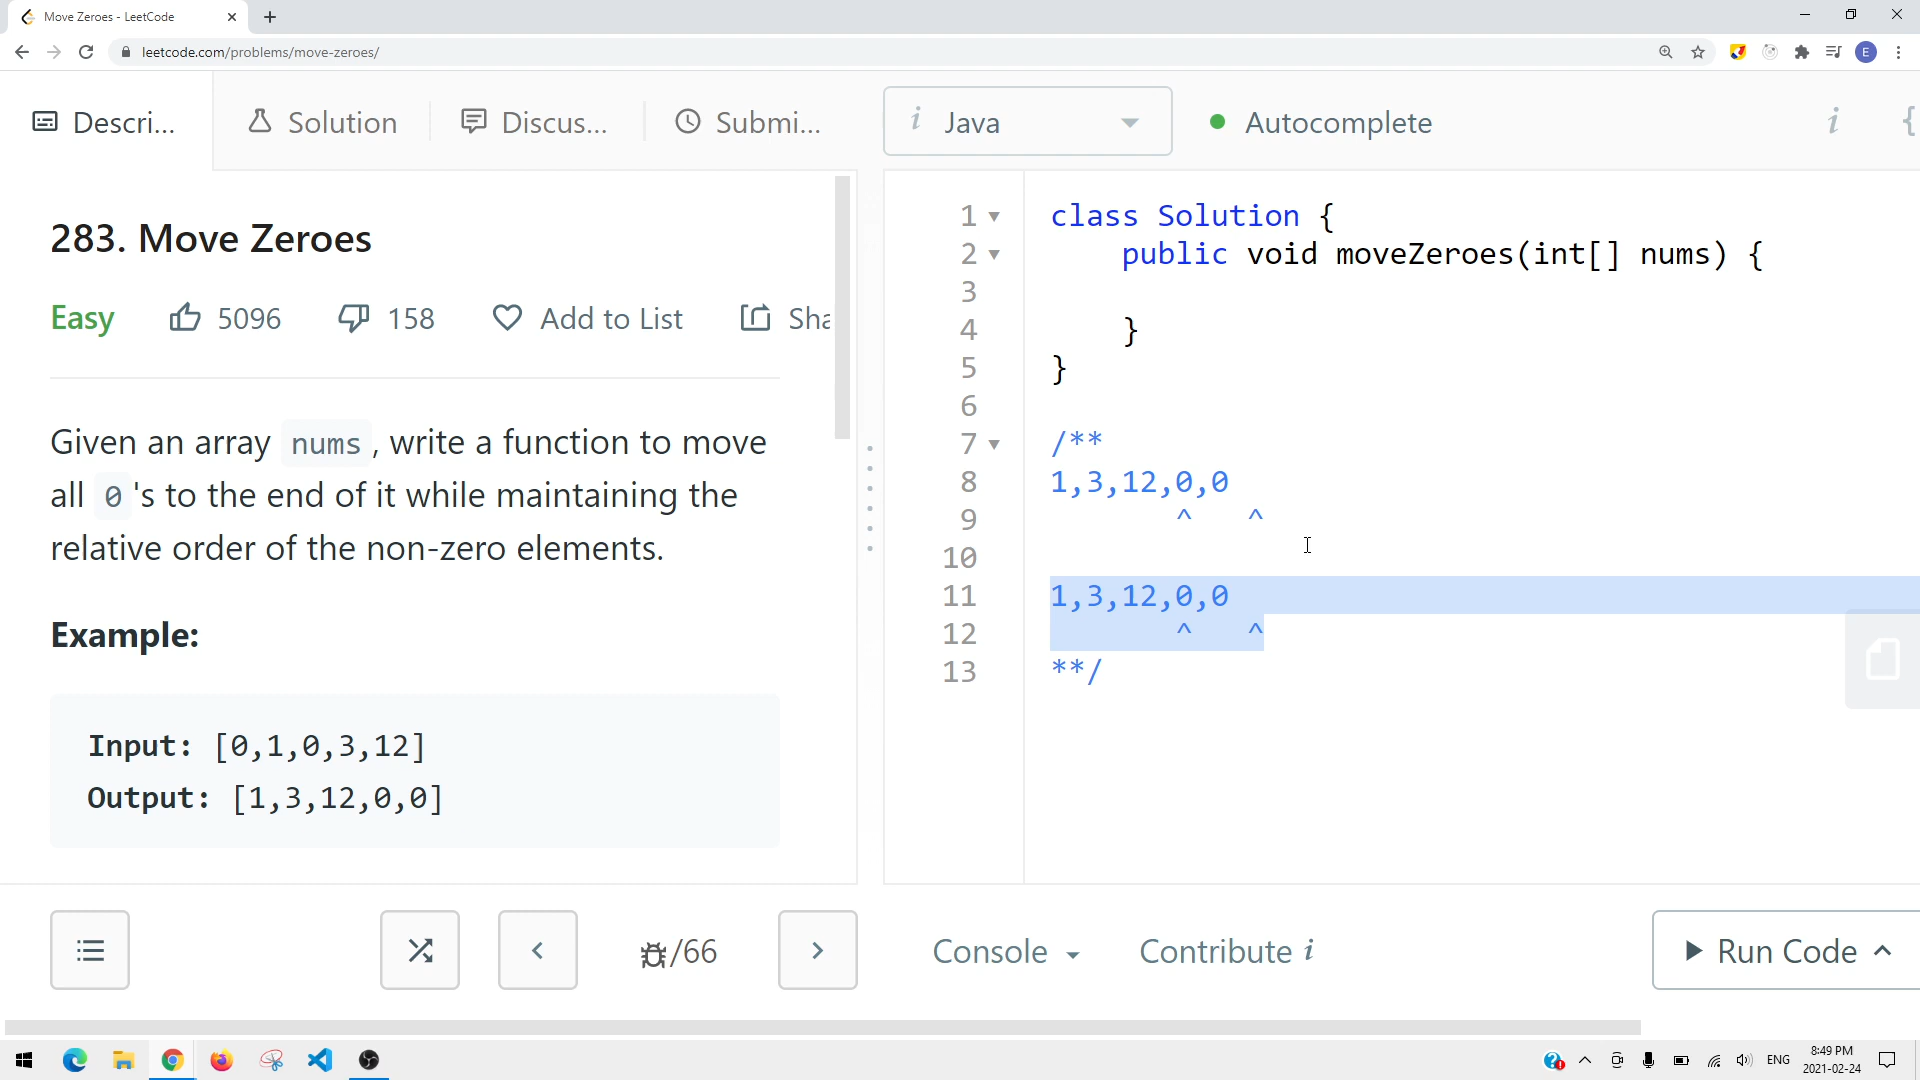 Move Zeroes - LeetCode
leetcode.com/problems/move-zeroes/
E
Descri...
Solution
Discus...
Submi...
i Java
Autocomplete
i {
283. Move Zeroes
Easy 5096 158 Add to List Sha
Given an array nums, write a function to move
all 0's to the end of it while maintaining the
relative order of the non-zero elements.
Example:
Input: [0,1,0,3,12]
Output: [1,3,12,0,0]
1 class Solution {
2 public void moveZeroes(int[] nums) {
3
4 }
5 }
6
7 /**
8 1,3,12,0,0
9 ^ ^
10
11 1,3,12,0,0
12 ^ ^
13 **/
/66
Console
Contribute i
Run Code
ENG
8:49 PM
2021-02-24